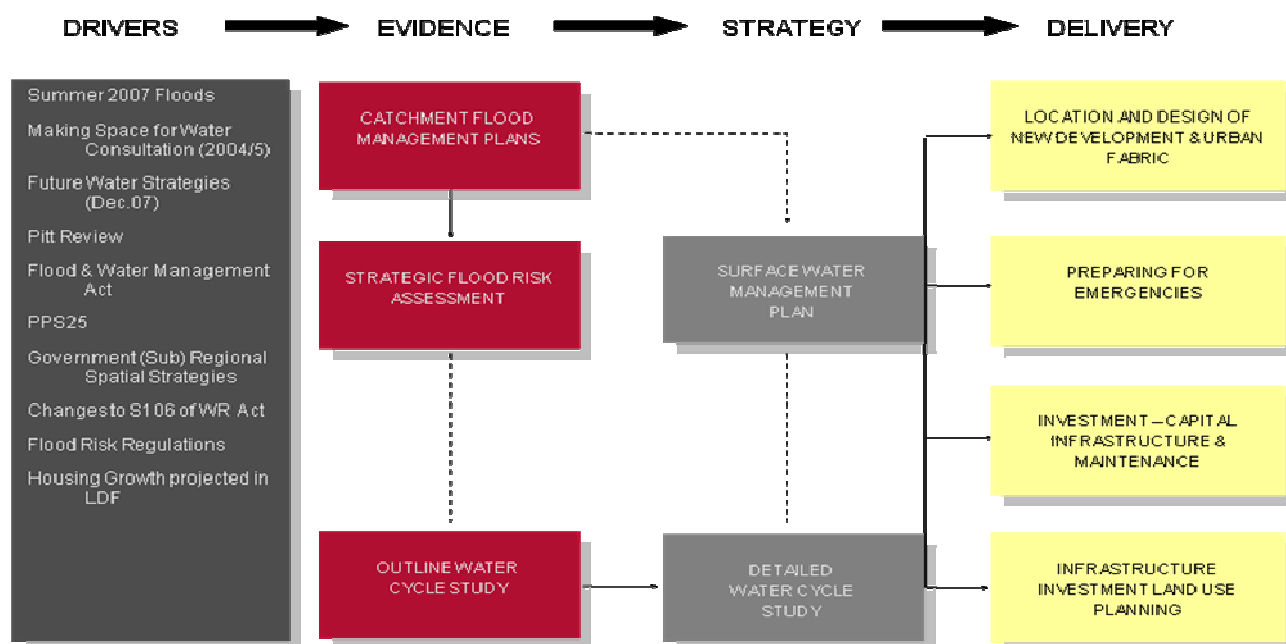 DRIVERS
EVIDENCE
STRATEGY
DELIVERY
Summer 2007 Floods
Making Space for Water
Consultation (2004/5)
Future Water Strategies
(Dec.07)
Pitt Review
Flood & Water Management
Act
PPS25
Government (Sub) Regional
Spatial Strategies
Changes to S106 of WR Act
Flood Risk Regulations
Housing Growth projected in
LDF
CATCHMENT FLOOD
MANAGEMENT PLANS
STRATEGIC FLOOD RISK
ASSESSMENT
OUTLINE WATER
CYCLE STUDY
SURFACE WATER
MANAGEMENT
PLAN
DETAILED
WATER CYCLE
STUDY
LOCATION AND DESIGN OF
NEW DEVELOPMENT & URBAN
FABRIC
PREPARING FOR
EMERGENCIES
INVESTMENT – CAPITAL
INFRASTRUCTURE &
MAINTENANCE
INFRASTRUCTURE
INVESTMENT LAND USE
PLANNING